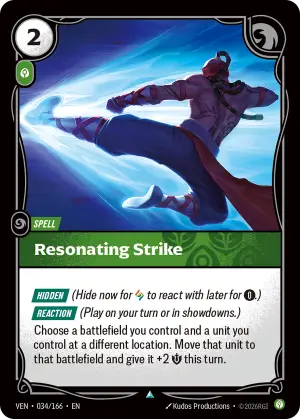 2
SPELL
Resonating Strike
HIDDEN (Hide now for to react with later for 0.)
REACTION (Play on your turn or in showdowns.)
Choose a battlefield you control and a unit you
control at a different location. Move that unit to
that battlefield and give it +2 this turn.
VEN • 034/166 • EN
Kudos Productions • ©2026RGI